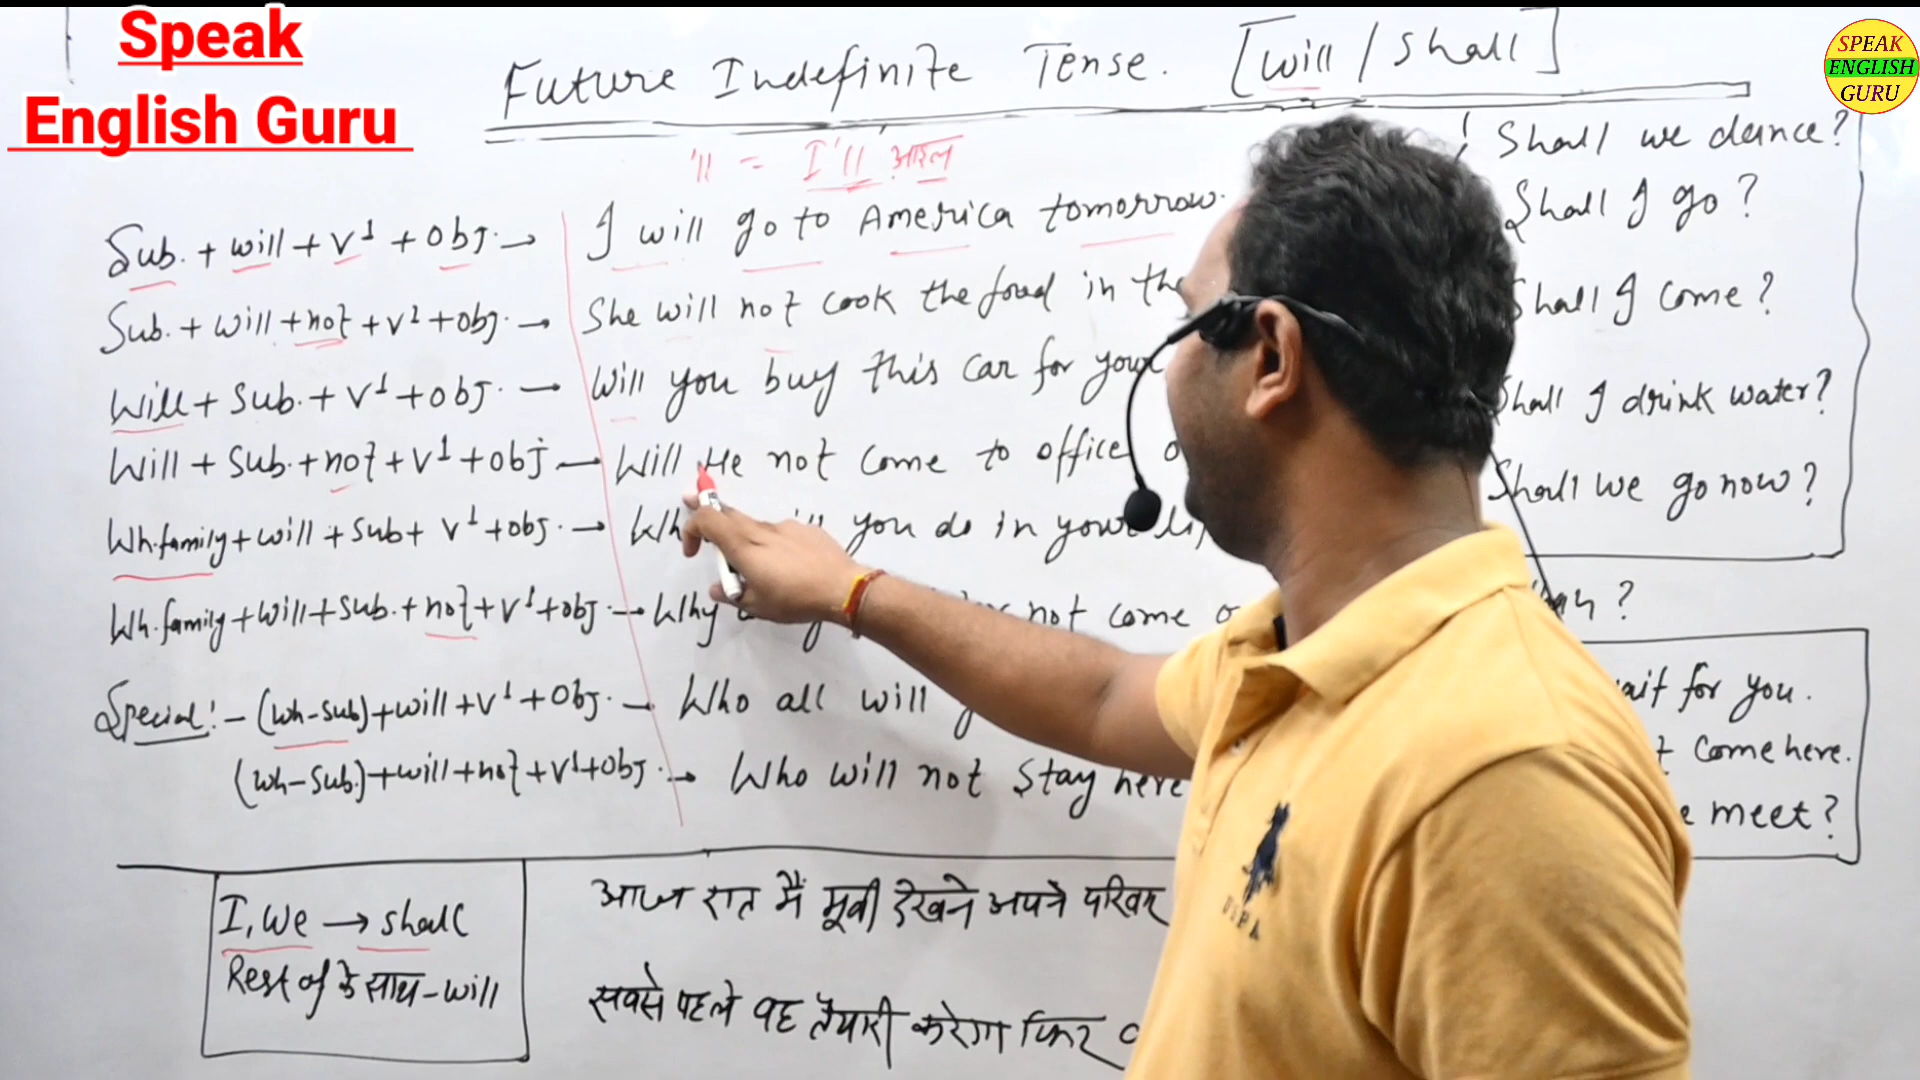 Speak
English Guru
SPEAK
ENGLISH
GURU
Future Indefinite Tense. [will / shall]
'll = I'll आइल
Sub. + will + v1 + obj. → I will go to America tomorrow.
Sub. + will + not + v1 + obj. → She will not cook the food in the
Will + sub. + v1 + obj. → Will you buy this car for your
Will + sub. + not + v1 + obj → Will He not come to office
Wh.family + will + sub + v1 + obj. → you do in your
Wh.family + will + sub. + not + v1 + obj. → Why not come
Special:- (wh-sub) + will + v1 + obj. → Who all will
(wh-sub.) + will + not + v1 + obj. → Who will not stay here
Shall we dance?
Shall I go?
Shall I come?
Shall I drink water?
Shall we go now?
?
for you.
come here.
meet?
I, we → shall
Rest of के साथ - will
आज रात मैं मूवी देखने अपने परिवार
सबसे पहले वह तैयारी करेगा फिर